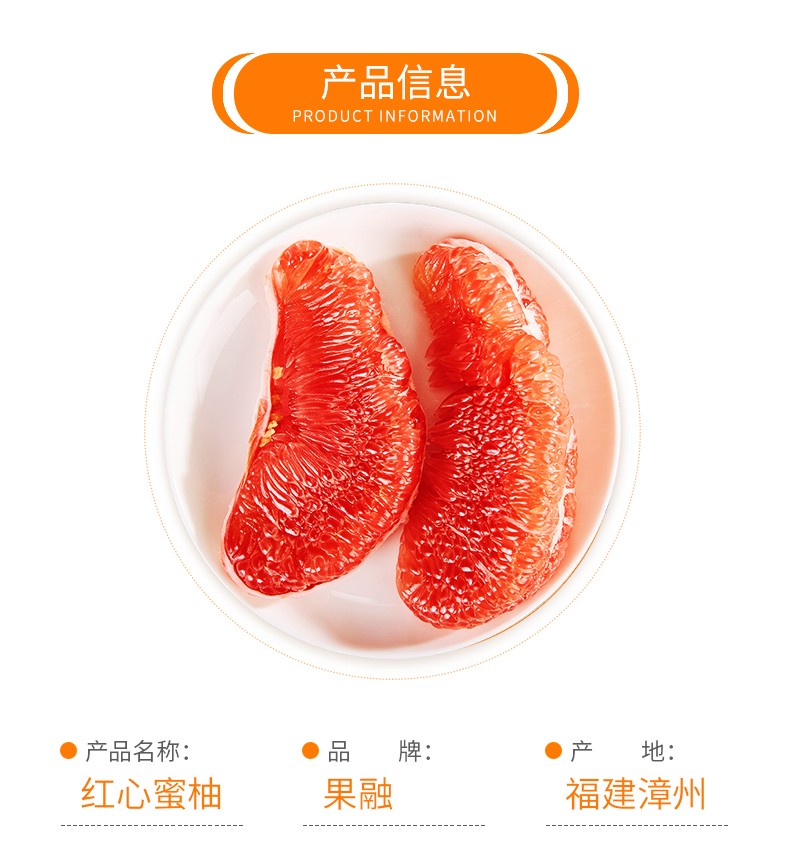 产品信息
PRODUCT INFORMATION
产品名称：
红心蜜柚
品 牌：
果融
产 地：
福建漳州